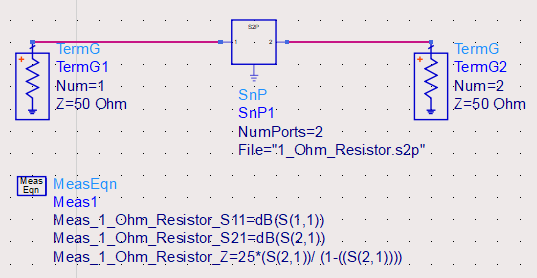 S2P
1
2
TermG
TermG1
Num=1
Z=50 Ohm
SnP
SnP1
NumPorts=2
File="1_Ohm_Resistor.s2p"
TermG
TermG2
Num=2
Z=50 Ohm
Meas
Eqn
MeasEqn
Meas1
Meas_1_Ohm_Resistor_S11=dB(S(1,1))
Meas_1_Ohm_Resistor_S21=dB(S(2,1))
Meas_1_Ohm_Resistor_Z=25*(S(2,1))/ (1-((S(2,1))))